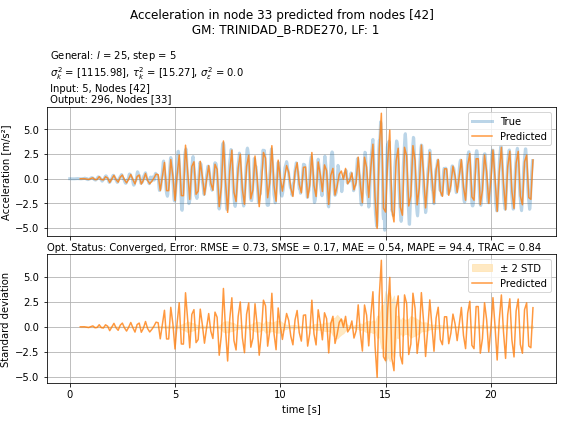 Acceleration in node 33 predicted from nodes [42]
GM: TRINIDAD_B-RDE270, LF: 1
General: l = 25, step = 5
σ²ₖ = [1115.98], τ²ₖ = [15.27], σ²ₑ = 0.0
Input: 5, Nodes [42]
Output: 296, Nodes [33]
Acceleration [m/s²]
5.0
2.5
0.0
−2.5
−5.0
True
Predicted
Opt. Status: Converged, Error: RMSE = 0.73, SMSE = 0.17, MAE = 0.54, MAPE = 94.4, TRAC = 0.84
Standard deviation
5.0
2.5
0.0
−2.5
−5.0
± 2 STD
Predicted
0 5 10 15 20
time [s]